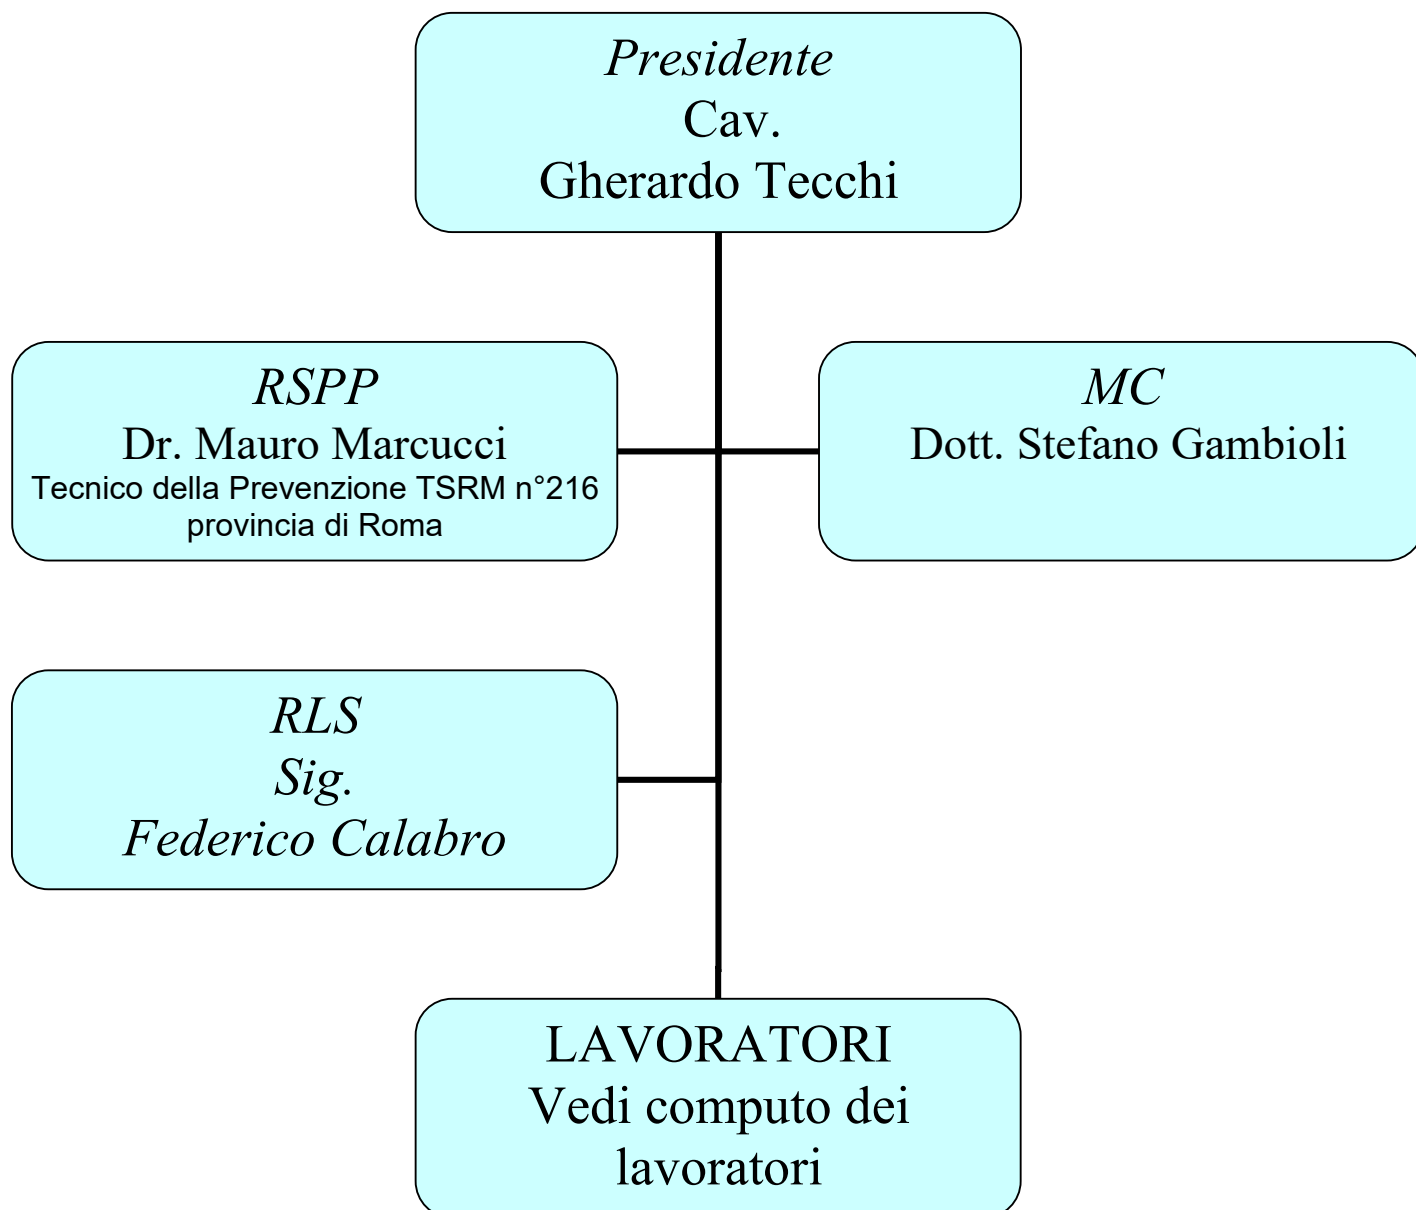 Presidente
Cav.
Gherardo Tecchi
RSPP
Dr. Mauro Marcucci
Tecnico della Prevenzione TSRM n°216
provincia di Roma
MC
Dott. Stefano Gambioli
RLS
Sig.
Federico Calabro
LAVORATORI
Vedi computo dei
lavoratori